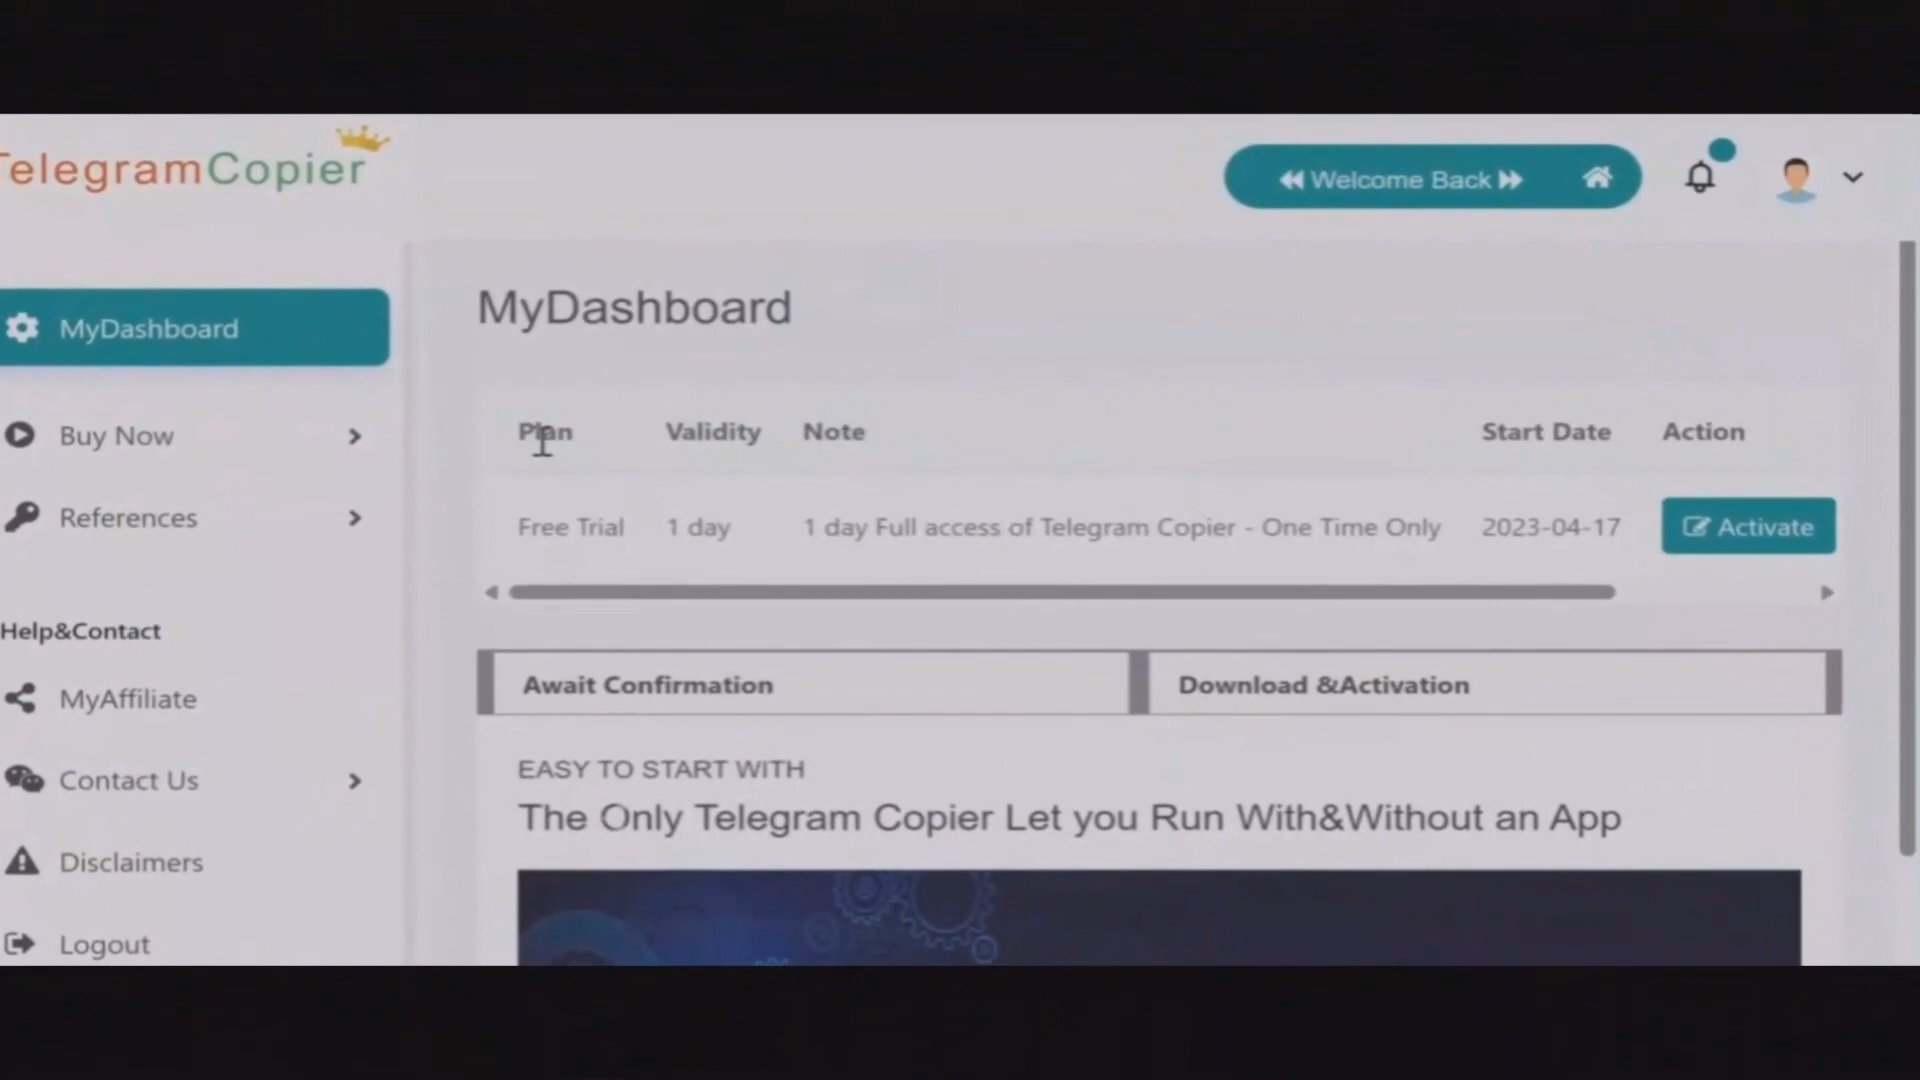 TelegramCopier
Welcome Back
MyDashboard
Buy Now
References
Help&Contact
MyAffiliate
Contact Us
Disclaimers
Logout
MyDashboard
Plan Validity Note Start Date Action
Free Trial 1 day 1 day Full access of Telegram Copier - One Time Only 2023-04-17 Activate
Await Confirmation Download &Activation
EASY TO START WITH
The Only Telegram Copier Let you Run With&Without an App